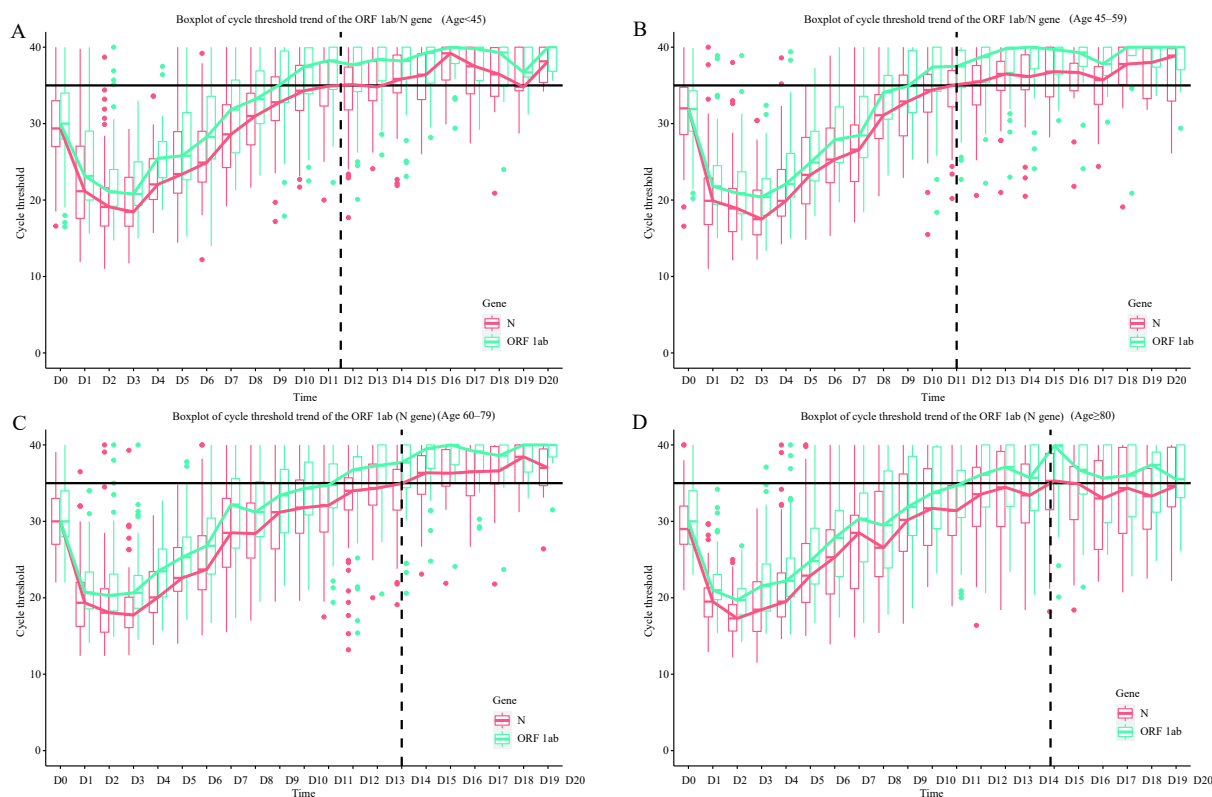 A
Boxplot of cycle threshold trend of the ORF 1ab/N gene (Age<45)
40
30
20
10
0
Cycle threshold
Gene
N
ORF 1ab
D0 D1 D2 D3 D4 D5 D6 D7 D8 D9 D10 D11 D12 D13 D14 D15 D16 D17 D18 D19 D20
Time
B
Boxplot of cycle threshold trend of the ORF 1ab/N gene (Age 45–59)
40
30
20
10
0
Cycle threshold
Gene
N
ORF 1ab
D0 D1 D2 D3 D4 D5 D6 D7 D8 D9 D10 D11 D12 D13 D14 D15 D16 D17 D18 D19 D20
Time
C
Boxplot of cycle threshold trend of the ORF 1ab (N gene) (Age 60–79)
40
30
20
10
0
Cycle threshold
Gene
N
ORF 1ab
D0 D1 D2 D3 D4 D5 D6 D7 D8 D9 D10 D11 D12 D13 D14 D15 D16 D17 D18 D19 D20
Time
D
Boxplot of cycle threshold trend of the ORF 1ab (N gene) (Age≥80)
40
30
20
10
0
Cycle threshold
Gene
N
ORF 1ab
D0 D1 D2 D3 D4 D5 D6 D7 D8 D9 D10 D11 D12 D13 D14 D15 D16 D17 D18 D19 D20
Time